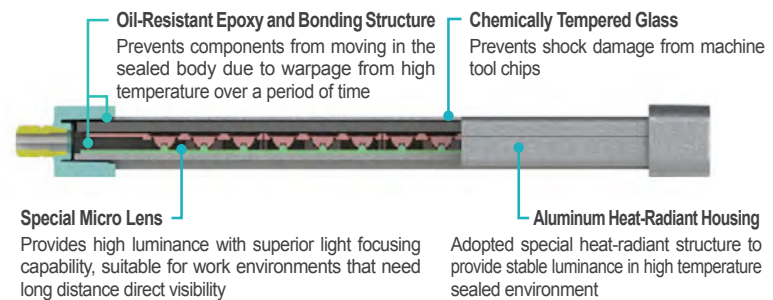 Oil-Resistant Epoxy and Bonding Structure
Prevents components from moving in the
sealed body due to warpage from high
temperature over a period of time
Chemically Tempered Glass
Prevents shock damage from machine
tool chips
Special Micro Lens
Provides high luminance with superior light focusing
capability, suitable for work environments that need
long distance direct visibility
Aluminum Heat-Radiant Housing
Adopted special heat-radiant structure to
provide stable luminance in high temperature
sealed environment